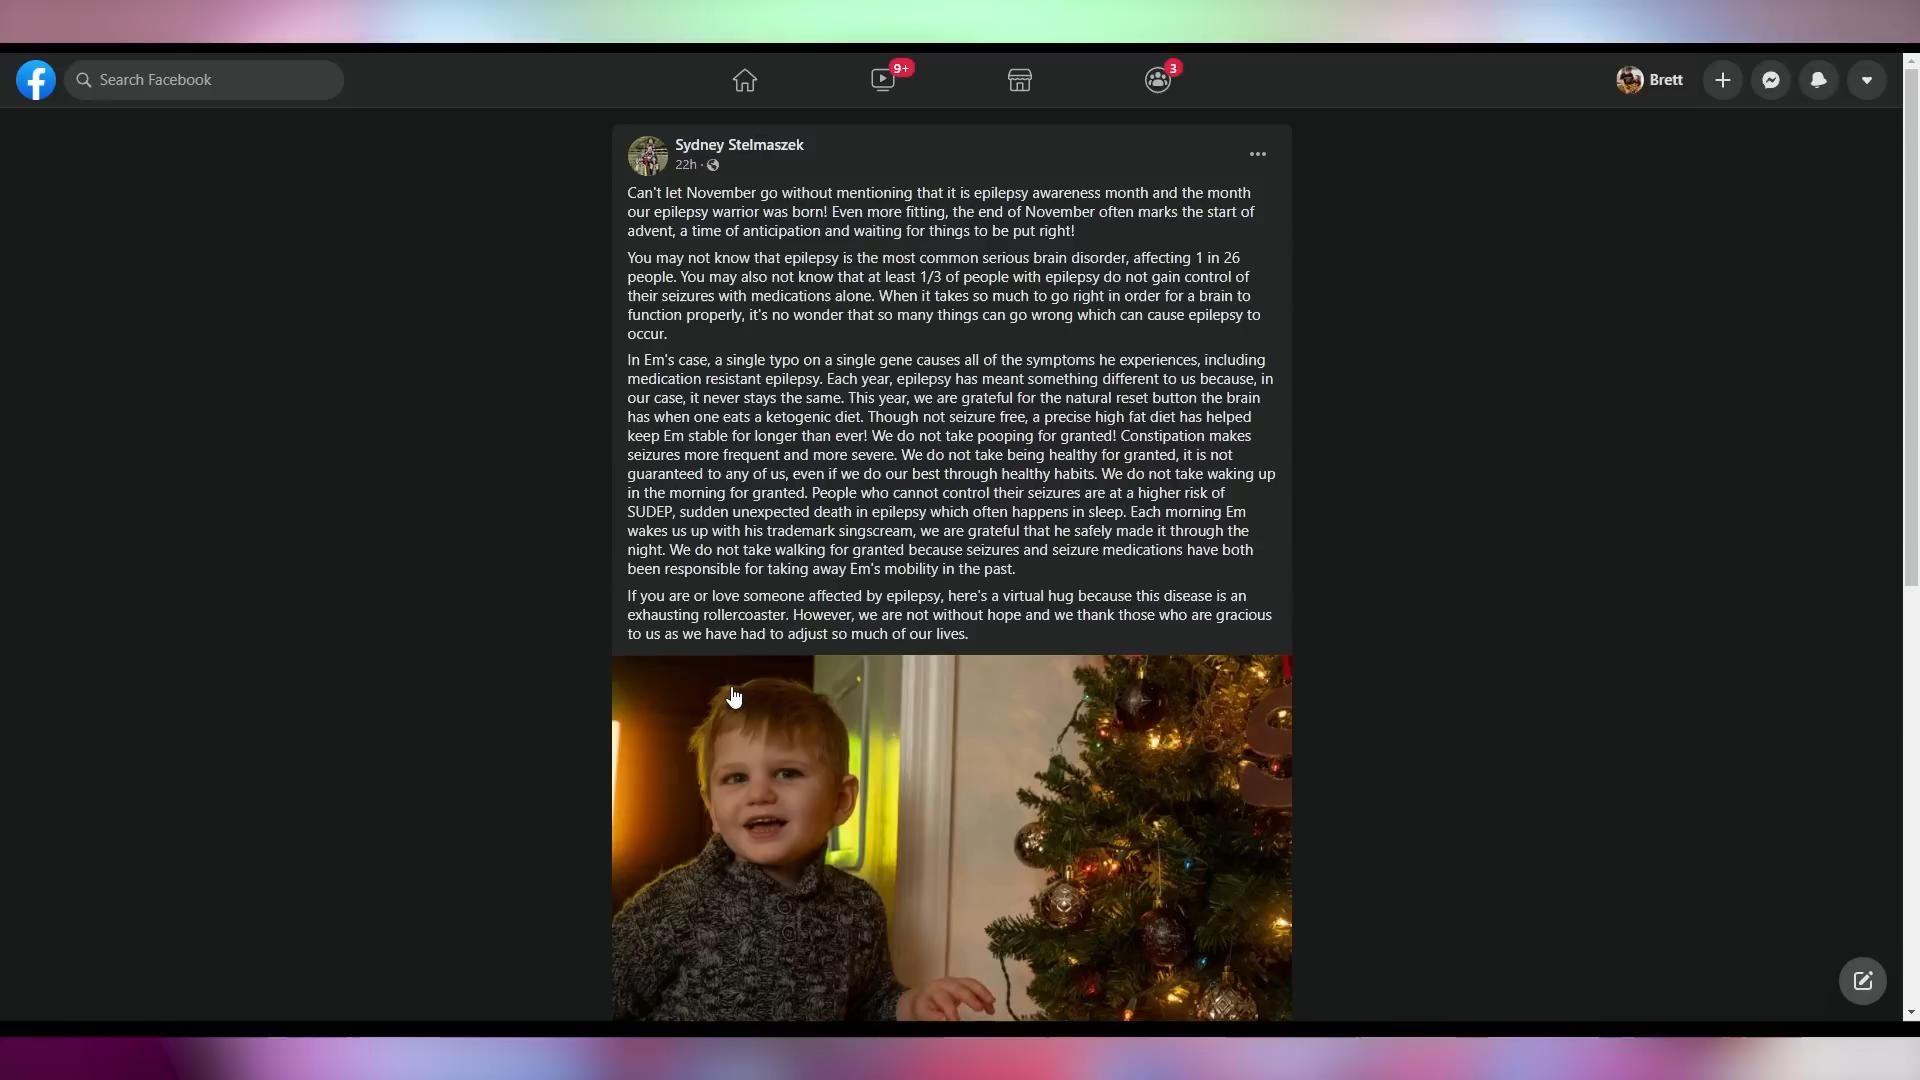 Search Facebook
9+
3
Brett
Sydney Stelmaszek
22h ·
Can't let November go without mentioning that it is epilepsy awareness month and the month
our epilepsy warrior was born! Even more fitting, the end of November often marks the start of
advent, a time of anticipation and waiting for things to be put right!
You may not know that epilepsy is the most common serious brain disorder, affecting 1 in 26
people. You may also not know that at least 1/3 of people with epilepsy do not gain control of
their seizures with medications alone. When it takes so much to go right in order for a brain to
function properly, it's no wonder that so many things can go wrong which can cause epilepsy to
occur.
In Em's case, a single typo on a single gene causes all of the symptoms he experiences, including
medication resistant epilepsy. Each year, epilepsy has meant something different to us because, in
our case, it never stays the same. This year, we are grateful for the natural reset button the brain
has when one eats a ketogenic diet. Though not seizure free, a precise high fat diet has helped
keep Em stable for longer than ever! We do not take pooping for granted! Constipation makes
seizures more frequent and more severe. We do not take being healthy for granted, it is not
guaranteed to any of us, even if we do our best through healthy habits. We do not take waking up
in the morning for granted. People who cannot control their seizures are at a higher risk of
SUDEP, sudden unexpected death in epilepsy which often happens in sleep. Each morning Em
wakes us up with his trademark singscream, we are grateful that he safely made it through the
night. We do not take walking for granted because seizures and seizure medications have both
been responsible for taking away Em's mobility in the past.
If you are or love someone affected by epilepsy, here's a virtual hug because this disease is an
exhausting rollercoaster. However, we are not without hope and we thank those who are gracious
to us as we have had to adjust so much of our lives.